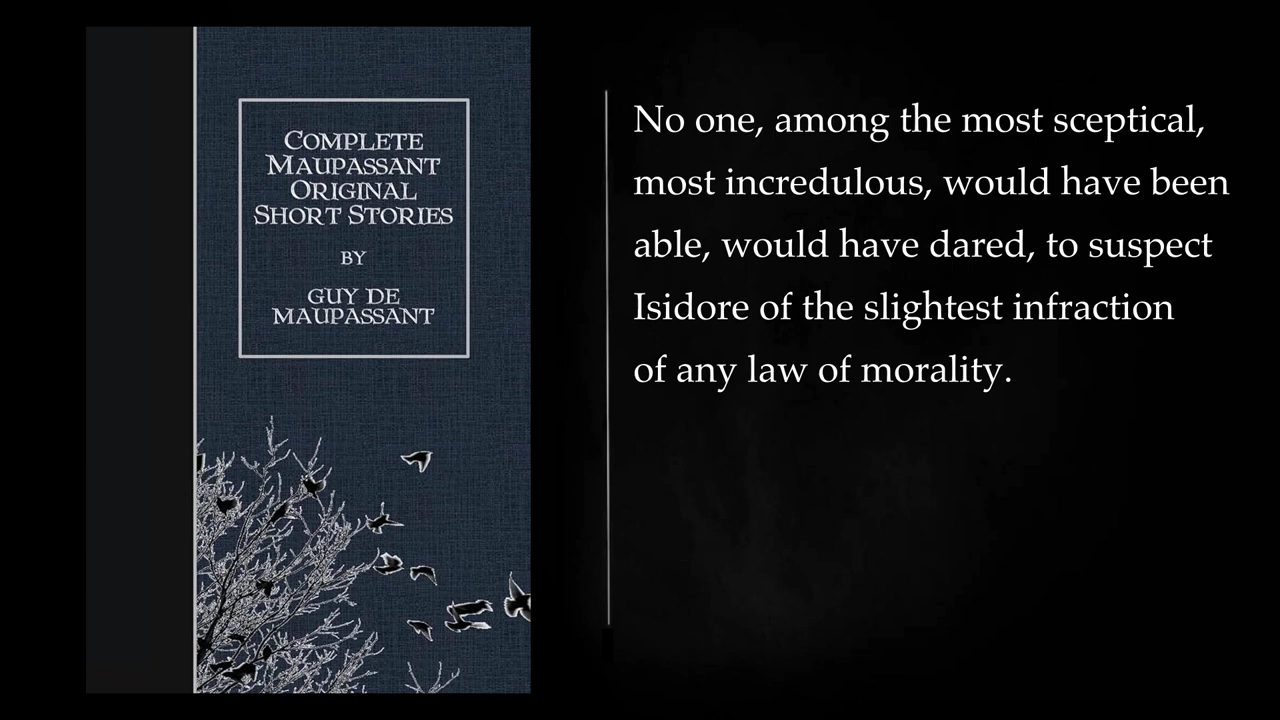 COMPLETE
MAUPASSANT
ORIGINAL
SHORT STORIES
BY
GUY DE
MAUPASSANT
No one, among the most sceptical,
most incredulous, would have been
able, would have dared, to suspect
Isidore of the slightest infraction
of any law of morality.